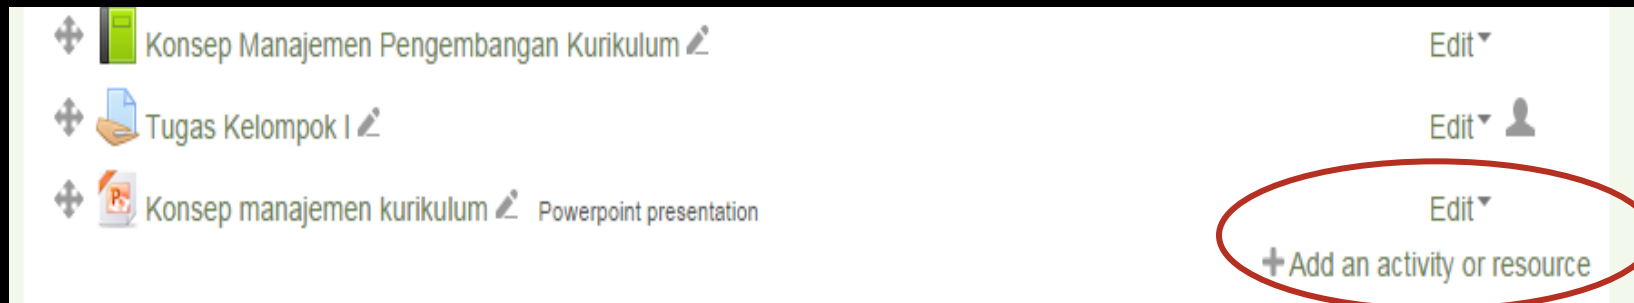 Konsep Manajemen Pengembangan Kurikulum Edit
Tugas Kelompok I Edit
Konsep manajemen kurikulum Powerpoint presentation Edit
Add an activity or resource